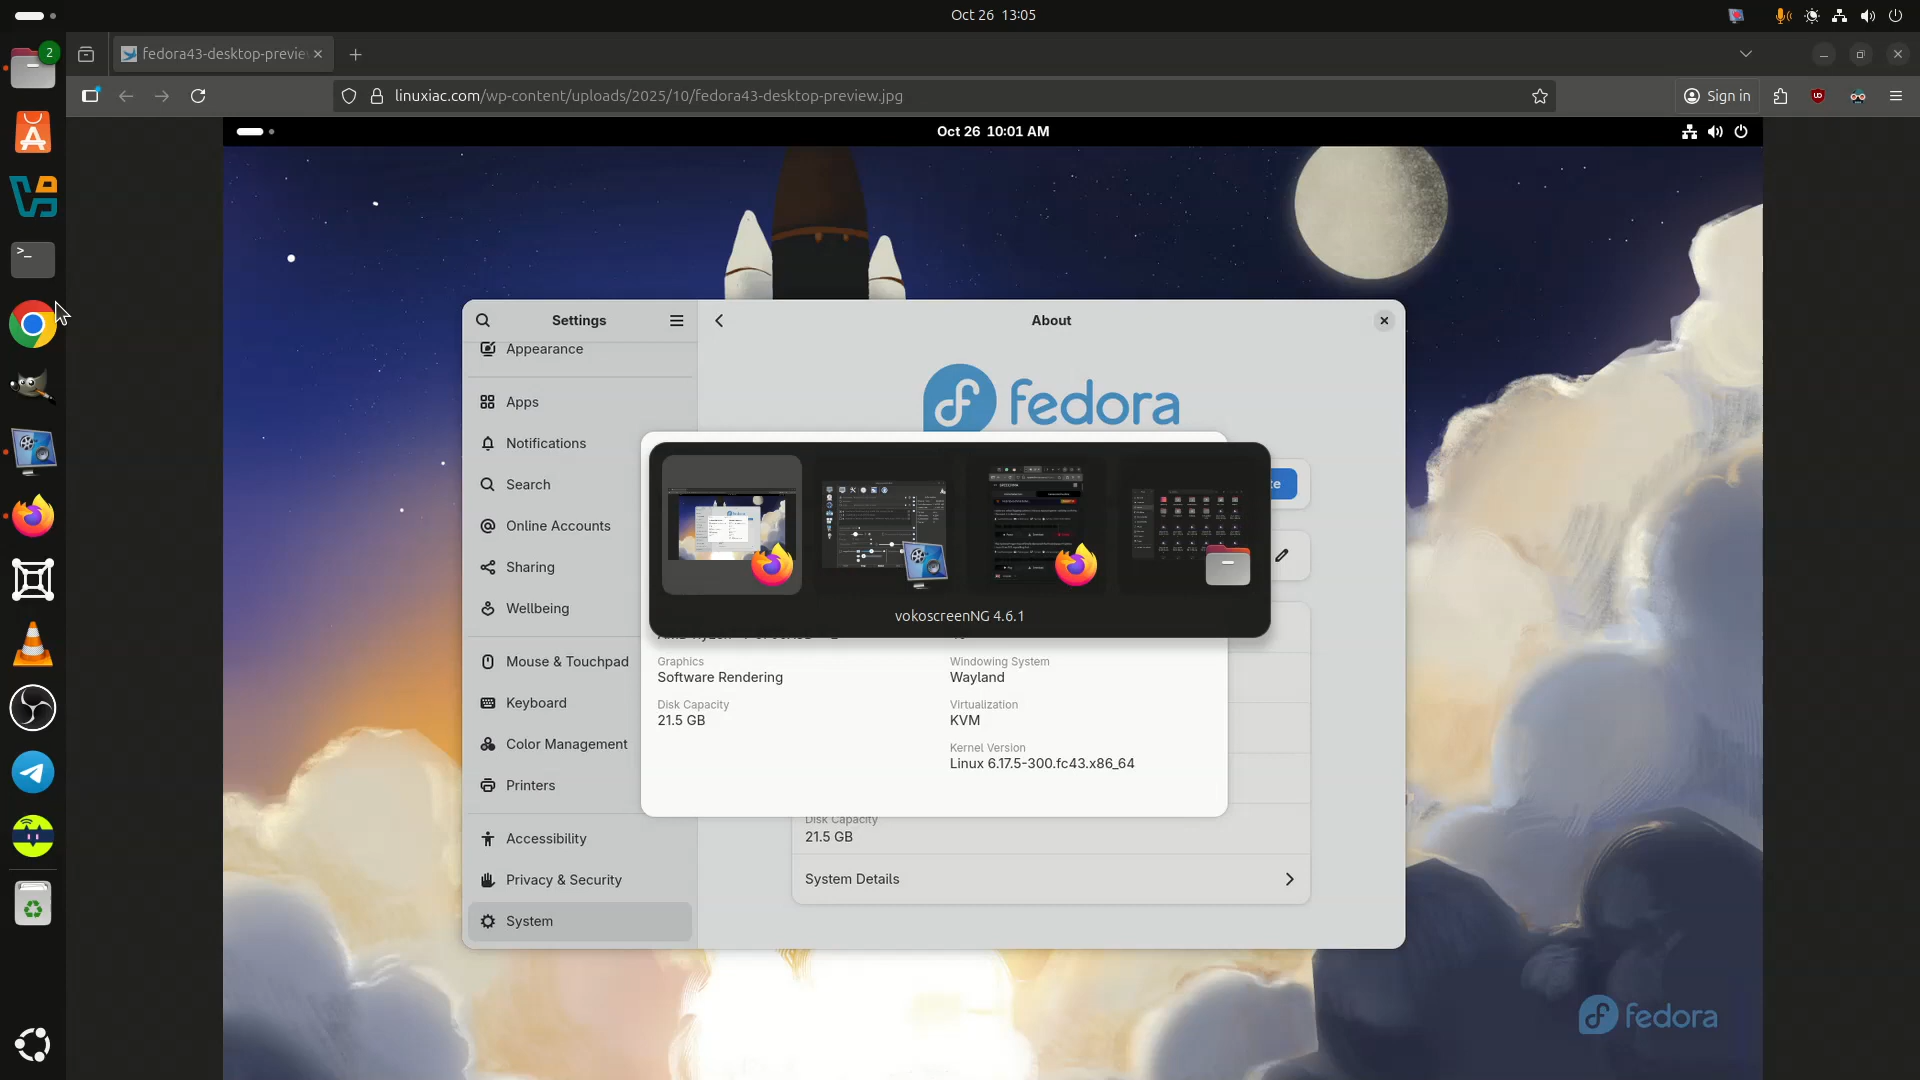 Oct 26 13:05
2
fedora43-desktop-previe
linuxiac.com/wp-content/uploads/2025/10/fedora43-desktop-preview.jpg
Sign in
Oct 26 10:01 AM
Settings
About
Appearance
fedora
Apps
Notifications
Search
te
Online Accounts
Sharing
Wellbeing
vokoscreenNG 4.6.1
Mouse & Touchpad
Graphics
Software Rendering
Windowing System
Wayland
Keyboard
Disk Capacity
21.5 GB
Virtualization
KVM
Color Management
Kernel Version
Linux 6.17.5-300.fc43.x86_64
Printers
Disk Capacity
21.5 GB
Accessibility
Privacy & Security
System Details
System
fedora